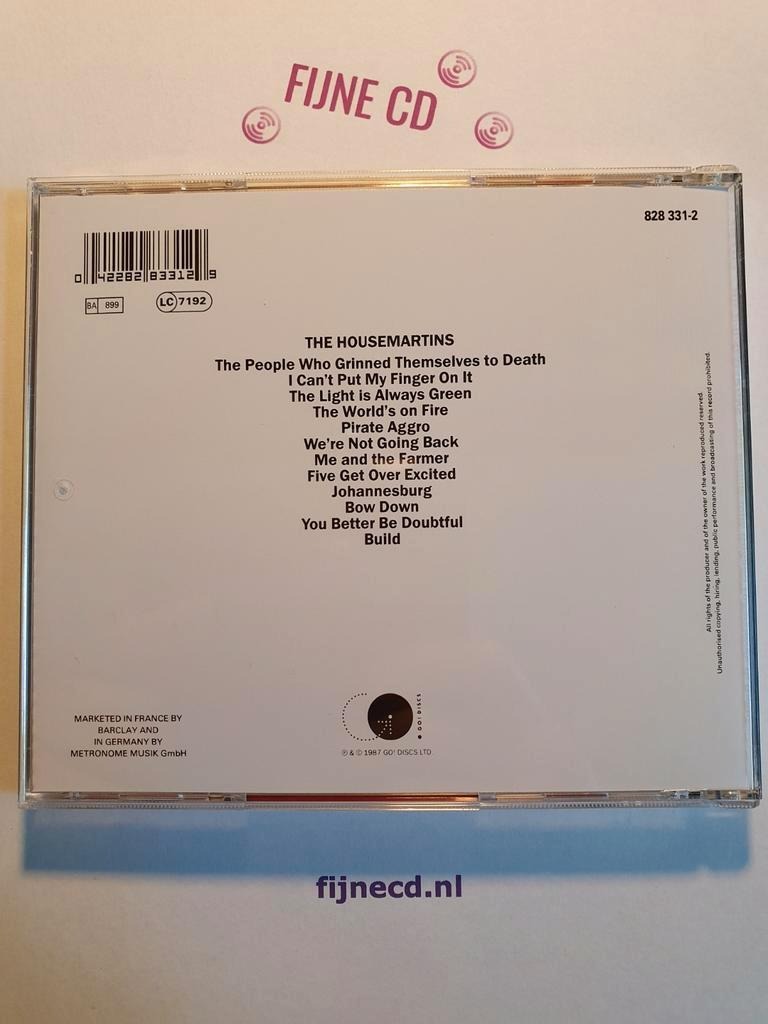 FIJNE CD
828 331-2
0 42282 83312 9
BA 899
LC 7192
THE HOUSEMARTINS
The People Who Grinned Themselves to Death
I Can't Put My Finger On It
The Light is Always Green
The World's on Fire
Pirate Aggro
We're Not Going Back
Me and the Farmer
Five Get Over Excited
Johannesburg
Bow Down
You Better Be Doubtful
Build
All rights of the producer and of the owner of the work reproduced reserved.
Unauthorised copying, hiring, lending, public performance and broadcasting of this record prohibited.
MARKETED IN FRANCE BY
BARCLAY AND
IN GERMANY BY
METRONOME MUSIK GmbH
GO! DISCS
℗ & © 1987 GO! DISCS LTD.
fijnecd.nl